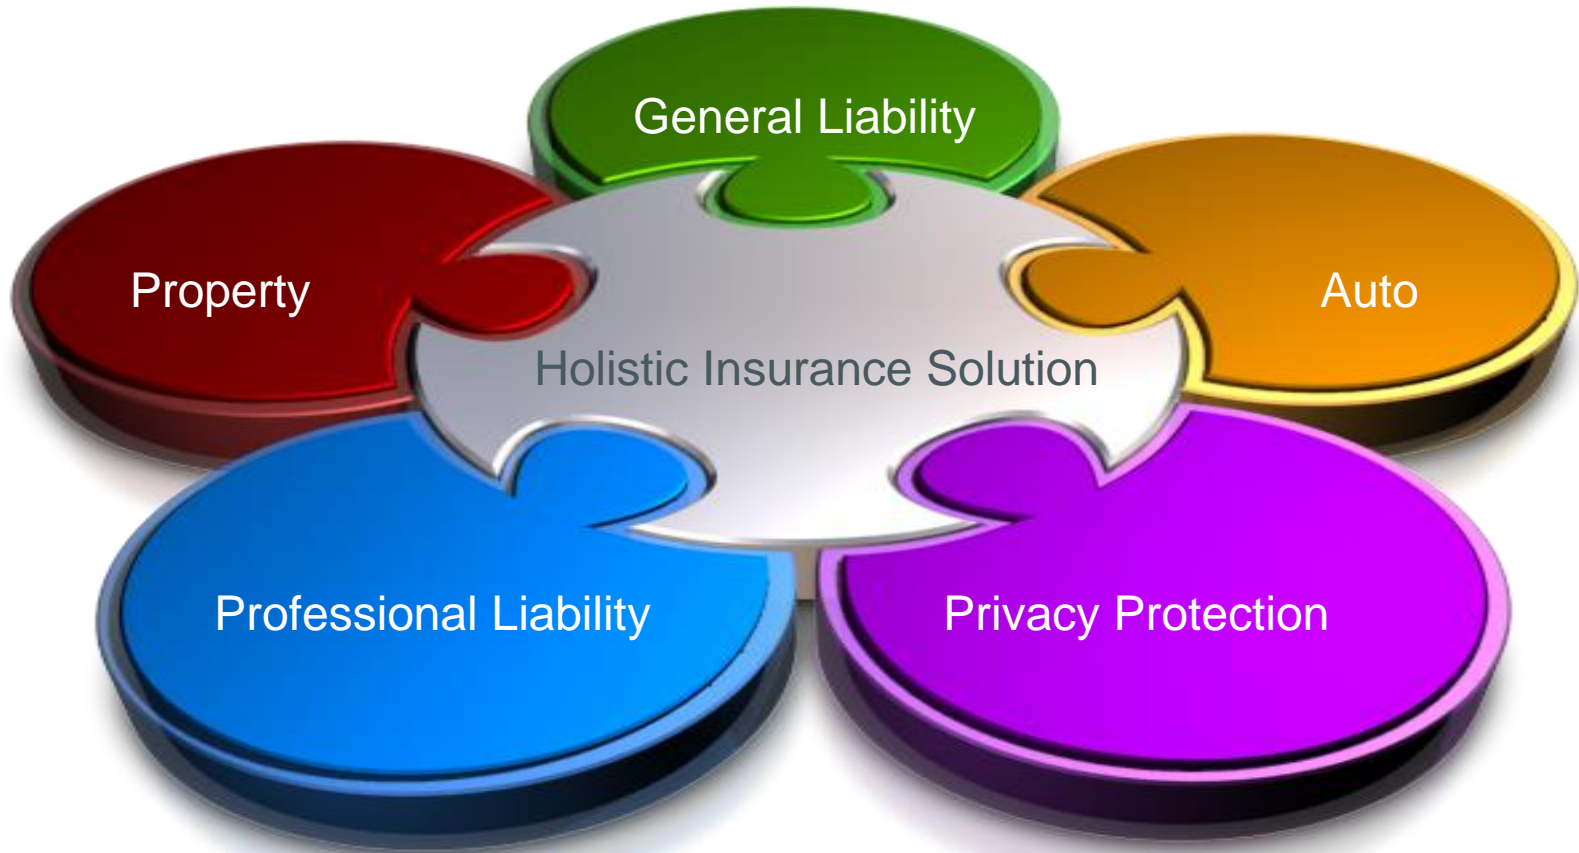 General Liability
Property
Auto
Holistic Insurance Solution
Professional Liability
Privacy Protection